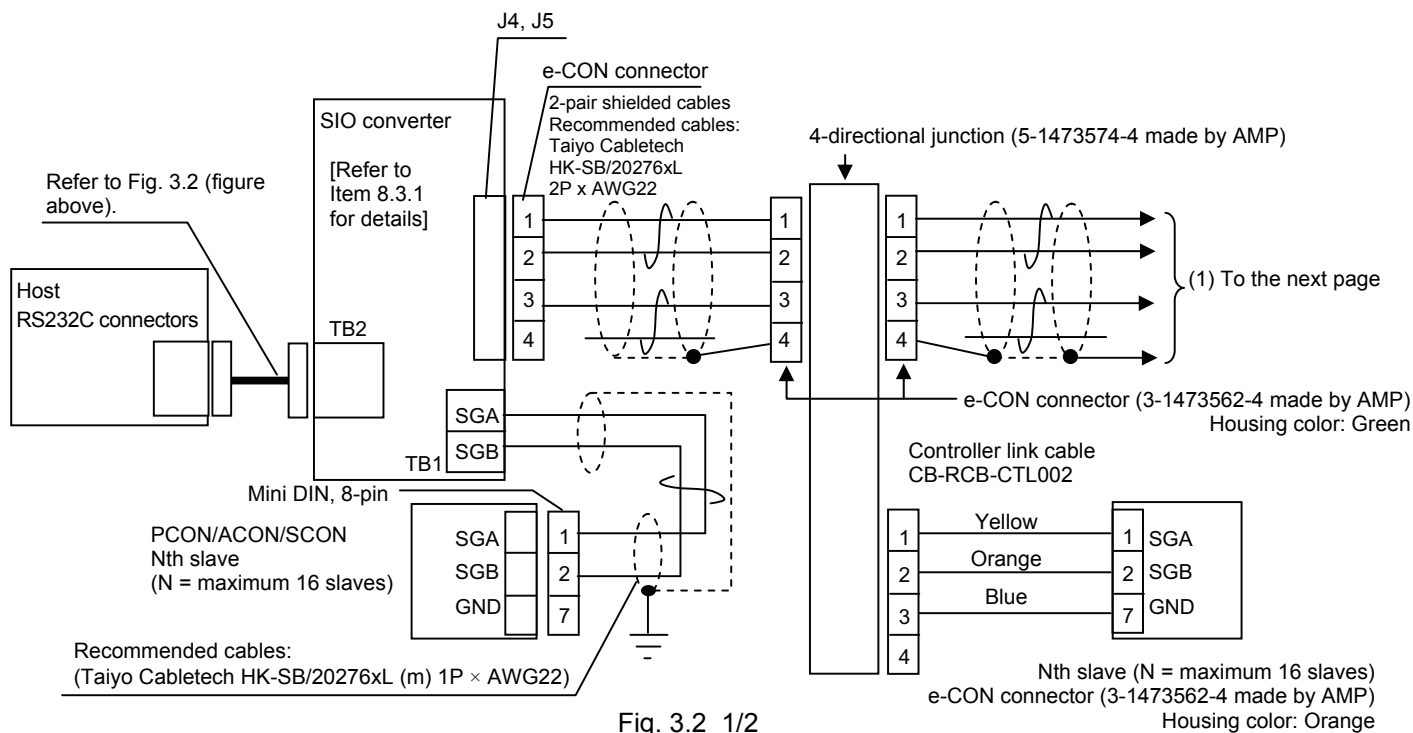 J4, J5
e-CON connector
2-pair shielded cables
Recommended cables:
Taiyo Cabletech
HK-SB/20276xL
2P x AWG22
SIO converter
[Refer to
Item 8.3.1
for details]
4-directional junction (5-1473574-4 made by AMP)
Refer to Fig. 3.2 (figure
above).
1
2
3
4
1
2
3
4
1
2
3
4
(1) To the next page
Host
RS232C connectors
TB2
e-CON connector (3-1473562-4 made by AMP)
Housing color: Green
SGA
SGB
TB1
Mini DIN, 8-pin
Controller link cable
CB-RCB-CTL002
PCON/ACON/SCON
Nth slave
(N = maximum 16 slaves)
SGA
SGB
GND
1
2
7
1
2
3
4
Yellow
Orange
Blue
1
2
7
SGA
SGB
GND
Recommended cables:
(Taiyo Cabletech HK-SB/20276xL (m) 1P × AWG22)
Nth slave (N = maximum 16 slaves)
e-CON connector (3-1473562-4 made by AMP)
Housing color: Orange
Fig. 3.2 1/2